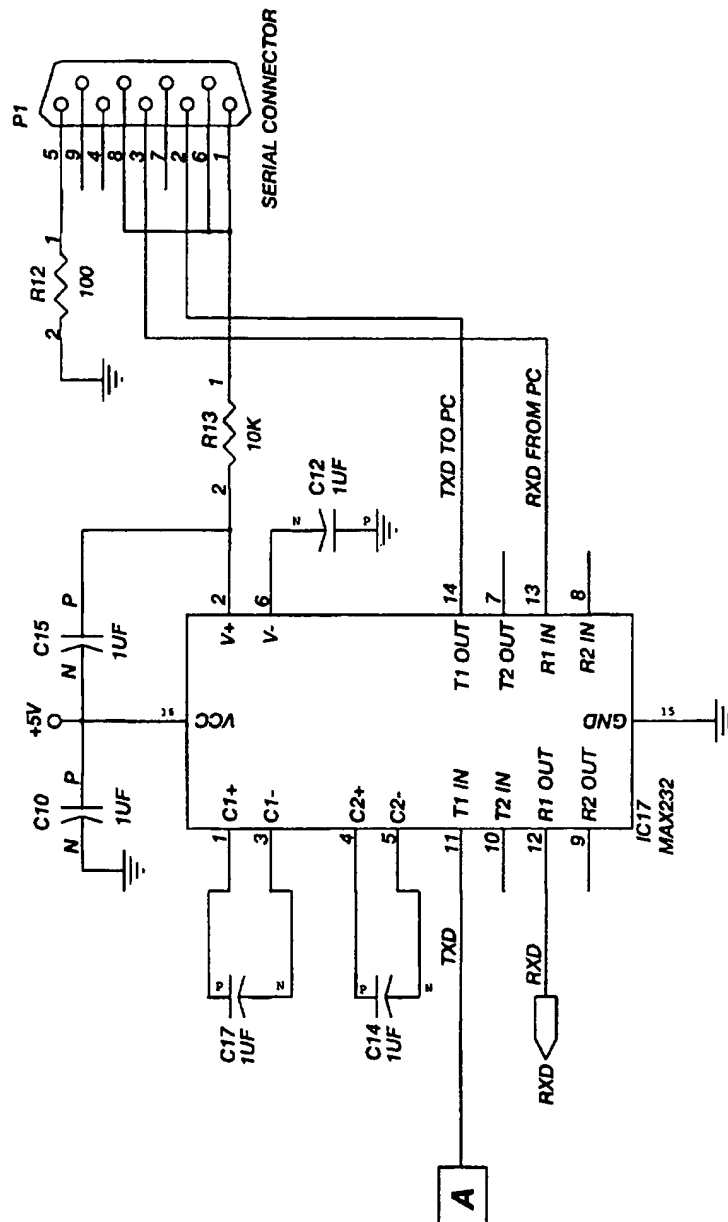 P1
SERIAL CONNECTOR
5
9
4
8
3
7
2
6
1
R12
100
1
2
R13
10K
1
2
C12
1UF
N
P
TXD TO PC
RXD FROM PC
C15
1UF
P
N
+5V
C10
1UF
P
N
16
VCC
2
V+
6
V-
14
T1 OUT
7
T2 OUT
13
R1 IN
8
R2 IN
GND
15
1
C1+
3
C1-
4
C2+
5
C2-
11
T1 IN
10
T2 IN
12
R1 OUT
9
R2 OUT
IC17
MAX232
C17
1UF
P
N
C14
1UF
P
N
TXD
RXD
RXD
A